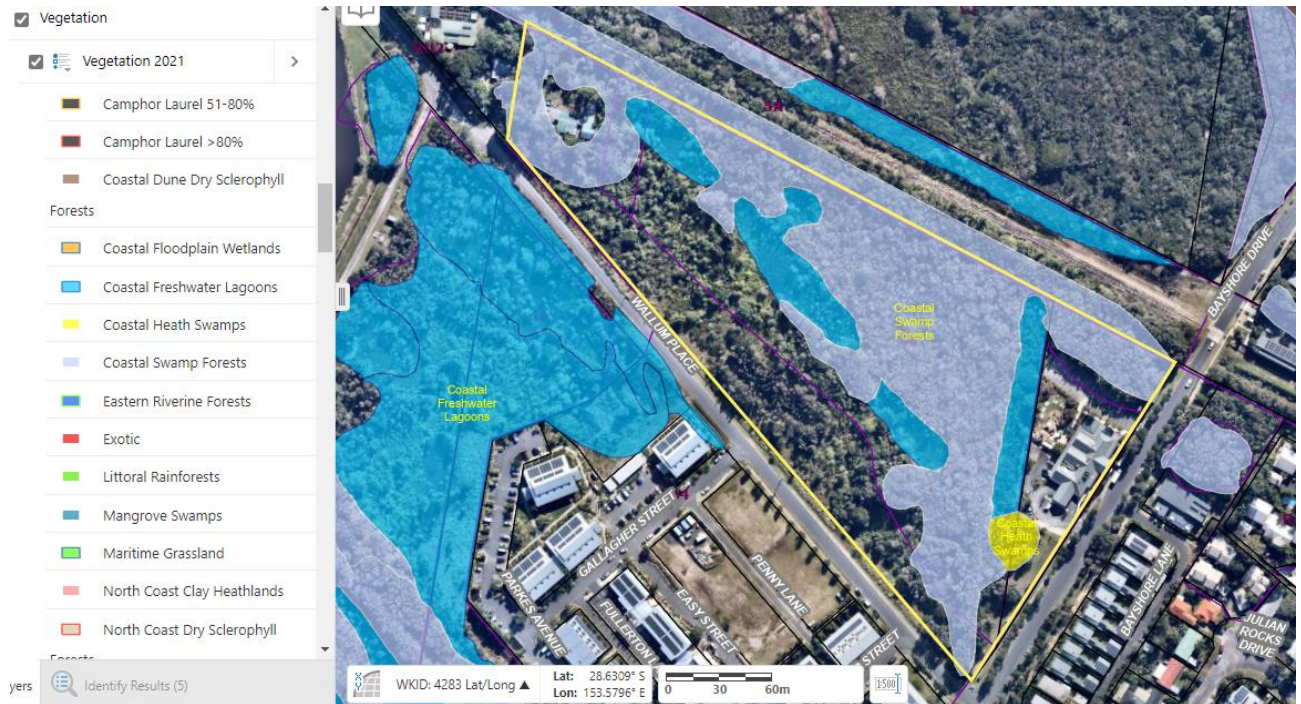 Vegetation
Vegetation 2021
Camphor Laurel 51-80%
Camphor Laurel >80%
Coastal Dune Dry Sclerophyll
Forests
Coastal Floodplain Wetlands
Coastal Freshwater Lagoons
Coastal Heath Swamps
Coastal Swamp Forests
Eastern Riverine Forests
Exotic
Littoral Rainforests
Mangrove Swamps
Maritime Grassland
North Coast Clay Heathlands
North Coast Dry Sclerophyll
Forests
yers
Identify Results (5)
BAYSHORE DRIVE
WALLUM PLACE
Coastal
Swamp
Forests
Coastal
Freshwater
Lagoons
Coastal
Heath
Swamps
GALLAGHER STREET
PARKES AVENUE
FULLERTON
EASY STREET
PENNY LANE
STREET
BAYSHORE LANE
JULIAN
ROCKS
DRIVE
WKID: 4283 Lat/Long ▲
Lat: 28.6309° S
Lon: 153.5796° E
0 30 60m
1:500